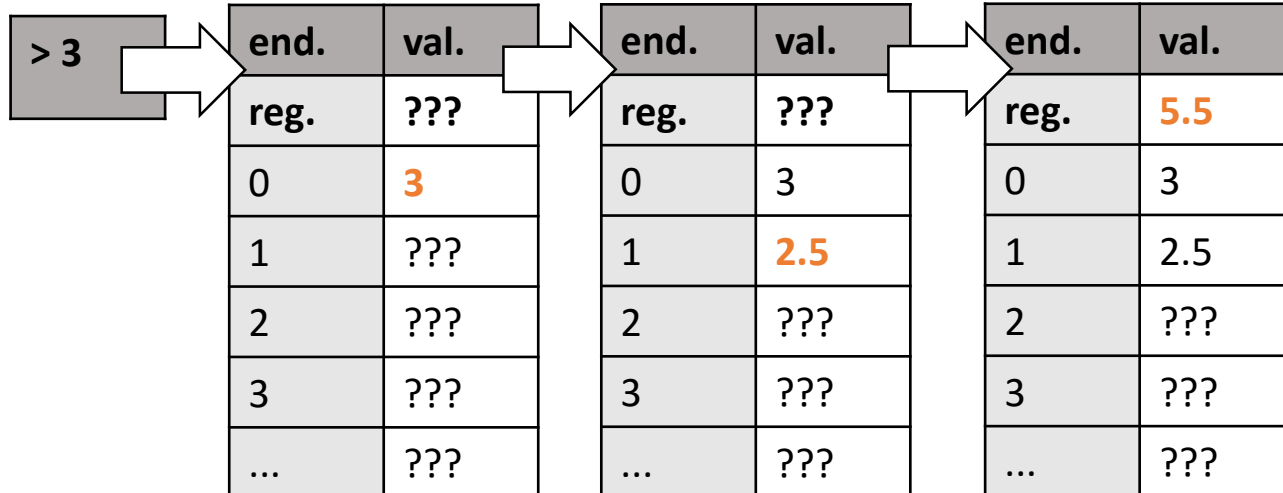 > 3
end. val.
reg. ???
0 3
1 ???
2 ???
3 ???
... ???
end. val.
reg. ???
0 3
1 2.5
2 ???
3 ???
... ???
end. val.
reg. 5.5
0 3
1 2.5
2 ???
3 ???
... ???